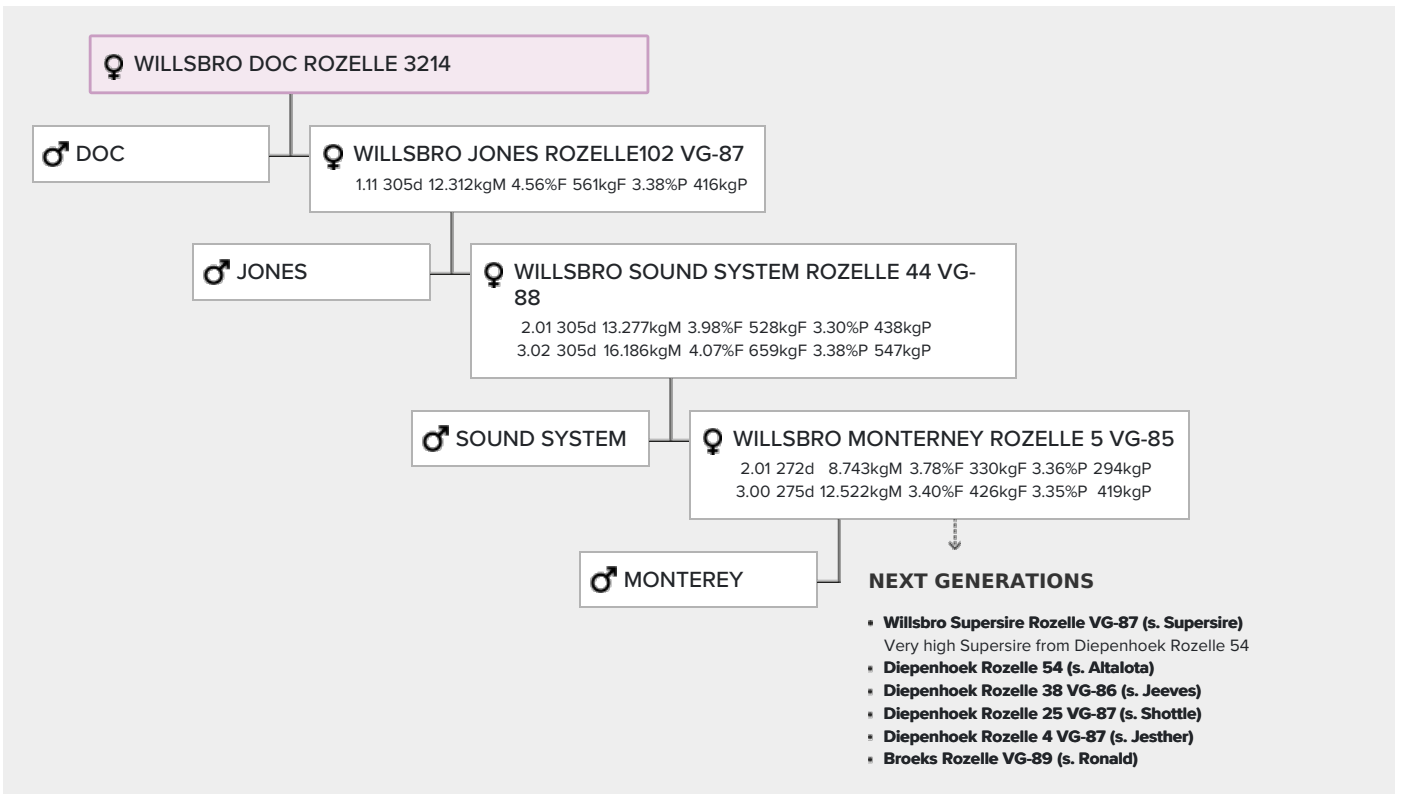 WILLSBRO DOC ROZELLE 3214
DOC
WILLSBRO JONES ROZELLE102 VG-87
1.11 305d 12.312kgM 4.56%F 561kgF 3.38%P 416kgP
JONES
WILLSBRO SOUND SYSTEM ROZELLE 44 VG-
88
2.01 305d 13.277kgM 3.98%F 528kgF 3.30%P 438kgP
3.02 305d 16.186kgM 4.07%F 659kgF 3.38%P 547kgP
SOUND SYSTEM
WILLSBRO MONTERNEY ROZELLE 5 VG-85
2.01 272d 8.743kgM 3.78%F 330kgF 3.36%P 294kgP
3.00 275d 12.522kgM 3.40%F 426kgF 3.35%P 419kgP
MONTEREY
NEXT GENERATIONS
Willsbro Supersire Rozelle VG-87 (s. Supersire)
Very high Supersire from Diepenhoek Rozelle 54
Diepenhoek Rozelle 54 (s. Altalota)
Diepenhoek Rozelle 38 VG-86 (s. Jeeves)
Diepenhoek Rozelle 25 VG-87 (s. Shottle)
Diepenhoek Rozelle 4 VG-87 (s. Jesther)
Broeks Rozelle VG-89 (s. Ronald)